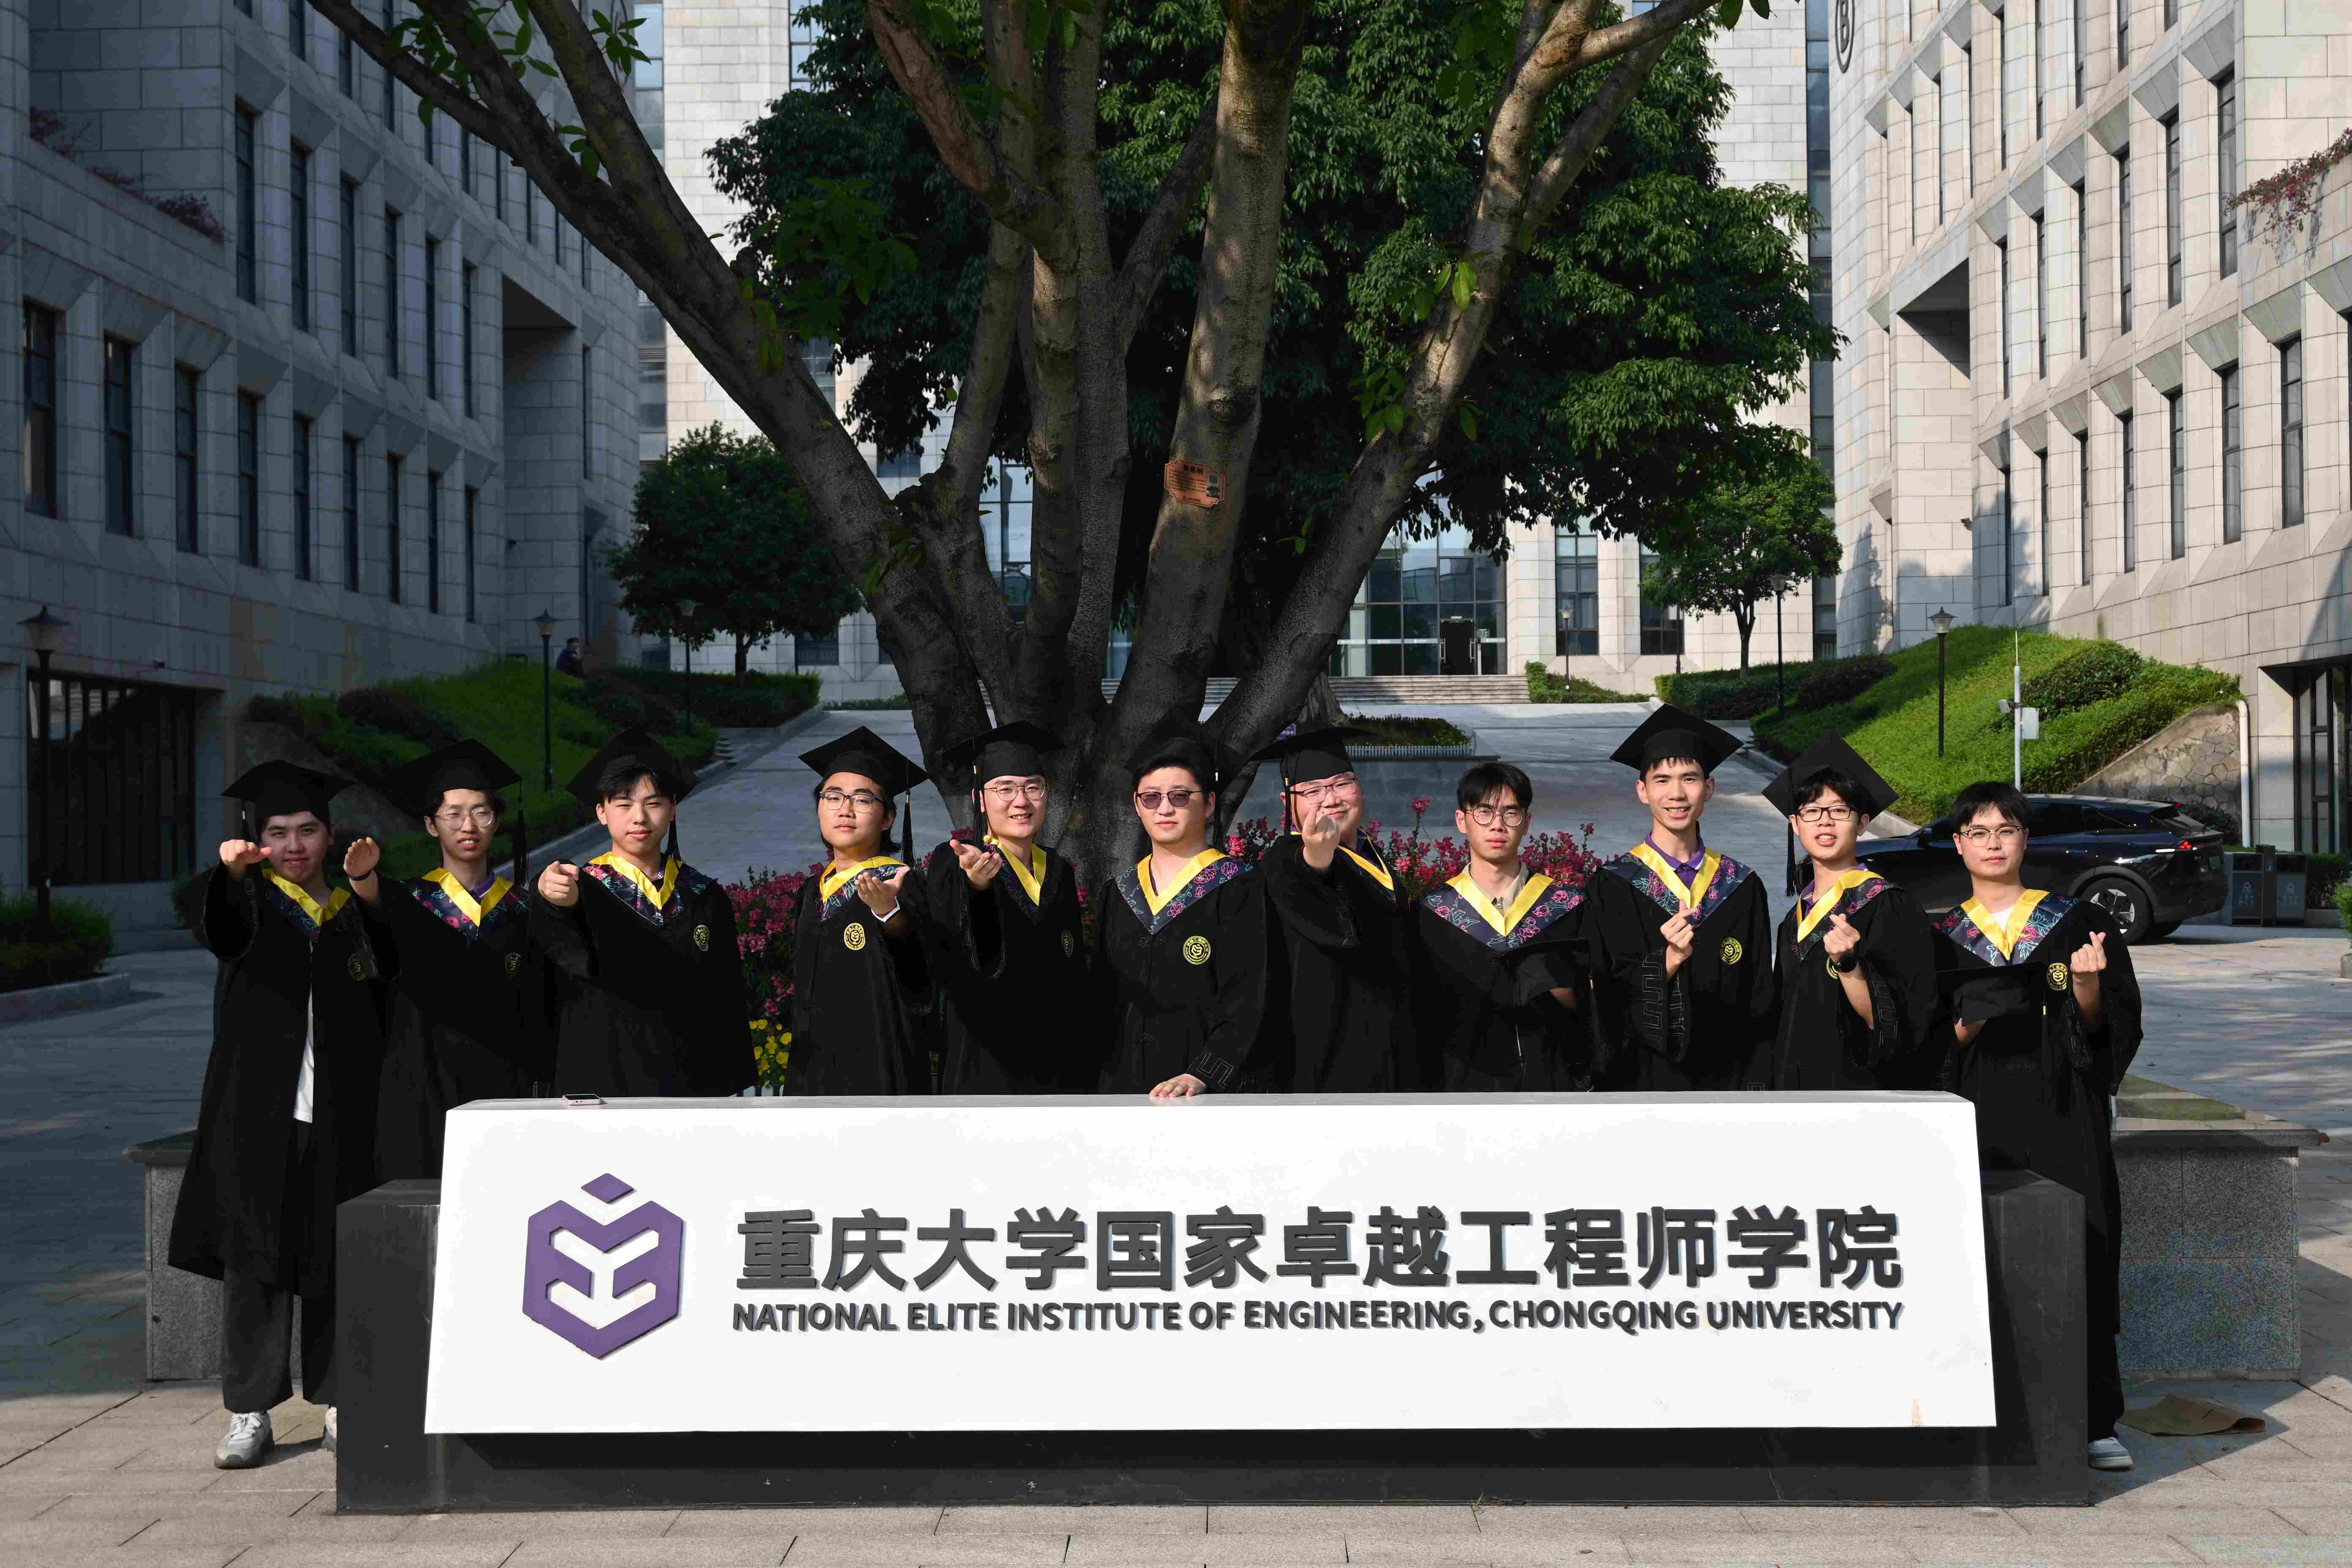 B
重庆大学国家卓越工程师学院
NATIONAL ELITE INSTITUTE OF ENGINEERING, CHONGQING UNIVERSITY